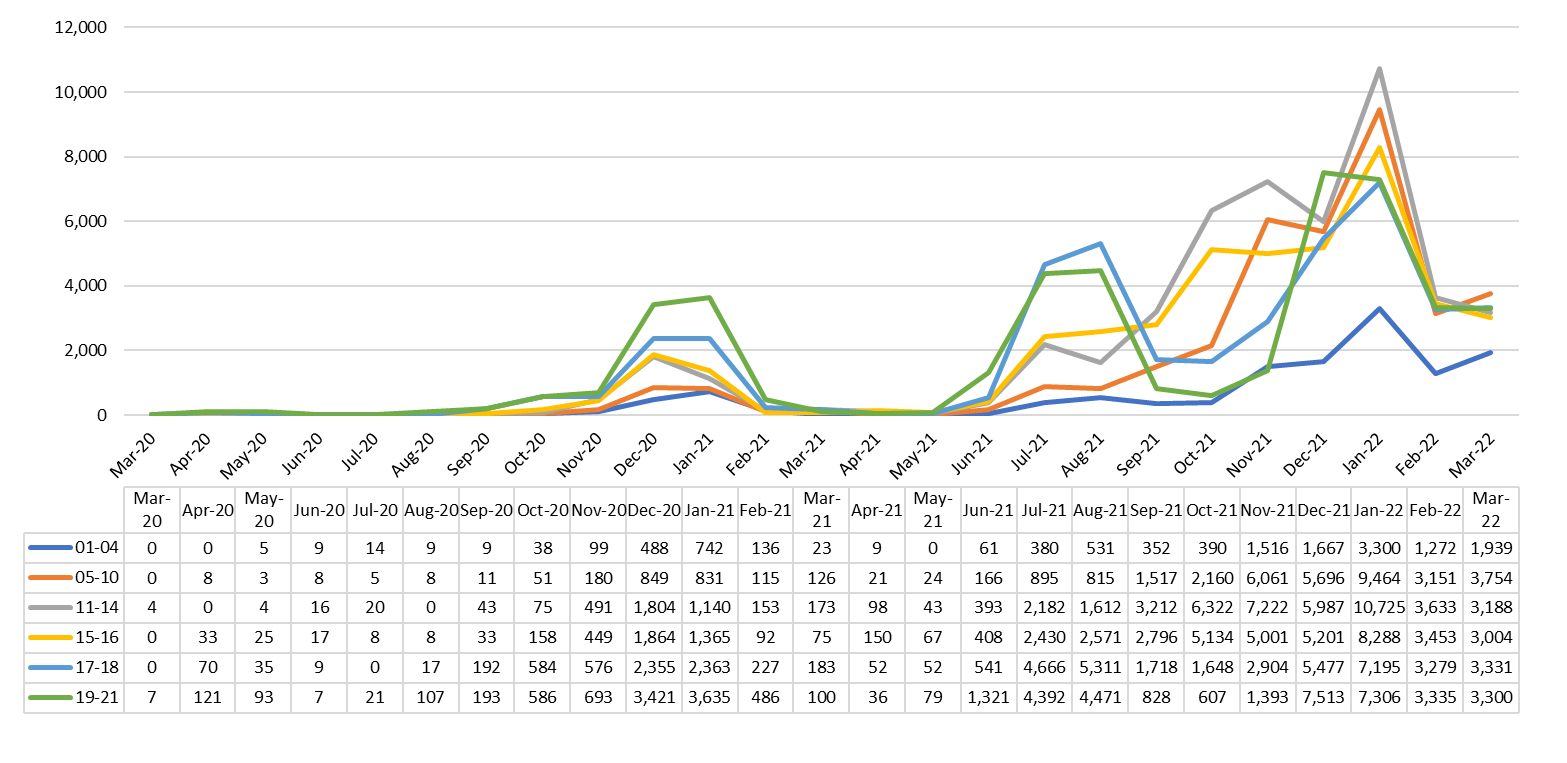 12,000
10,000
8,000
6,000
4,000
2,000
0
Mar-20 Apr-20 May-20 Jun-20 Jul-20 Aug-20 Sep-20 Oct-20 Nov-20 Dec-20 Jan-21 Feb-21 Mar-21 Apr-21 May-21 Jun-21 Jul-21 Aug-21 Sep-21 Oct-21 Nov-21 Dec-21 Jan-22 Feb-22 Mar-22
Mar-20 Apr-20 May-20 Jun-20 Jul-20 Aug-20 Sep-20 Oct-20 Nov-20 Dec-20 Jan-21 Feb-21 Mar-21 Apr-21 May-21 Jun-21 Jul-21 Aug-21 Sep-21 Oct-21 Nov-21 Dec-21 Jan-22 Feb-22 Mar-22
01-04 0 0 5 9 14 9 9 38 99 488 742 136 23 9 0 61 380 531 352 390 1,516 1,667 3,300 1,272 1,939
05-10 0 8 3 8 5 8 11 51 180 849 831 115 126 21 24 166 895 815 1,517 2,160 6,061 5,696 9,464 3,151 3,754
11-14 4 0 4 16 20 0 43 75 491 1,804 1,140 153 173 98 43 393 2,182 1,612 3,212 6,322 7,222 5,987 10,725 3,633 3,188
15-16 0 33 25 17 8 8 33 158 449 1,864 1,365 92 75 150 67 408 2,430 2,571 2,796 5,134 5,001 5,201 8,288 3,453 3,004
17-18 0 70 35 9 0 17 192 584 576 2,355 2,363 227 183 52 52 541 4,666 5,311 1,718 1,648 2,904 5,477 7,195 3,279 3,331
19-21 7 121 93 7 21 107 193 586 693 3,421 3,635 486 100 36 79 1,321 4,392 4,471 828 607 1,393 7,513 7,306 3,335 3,300